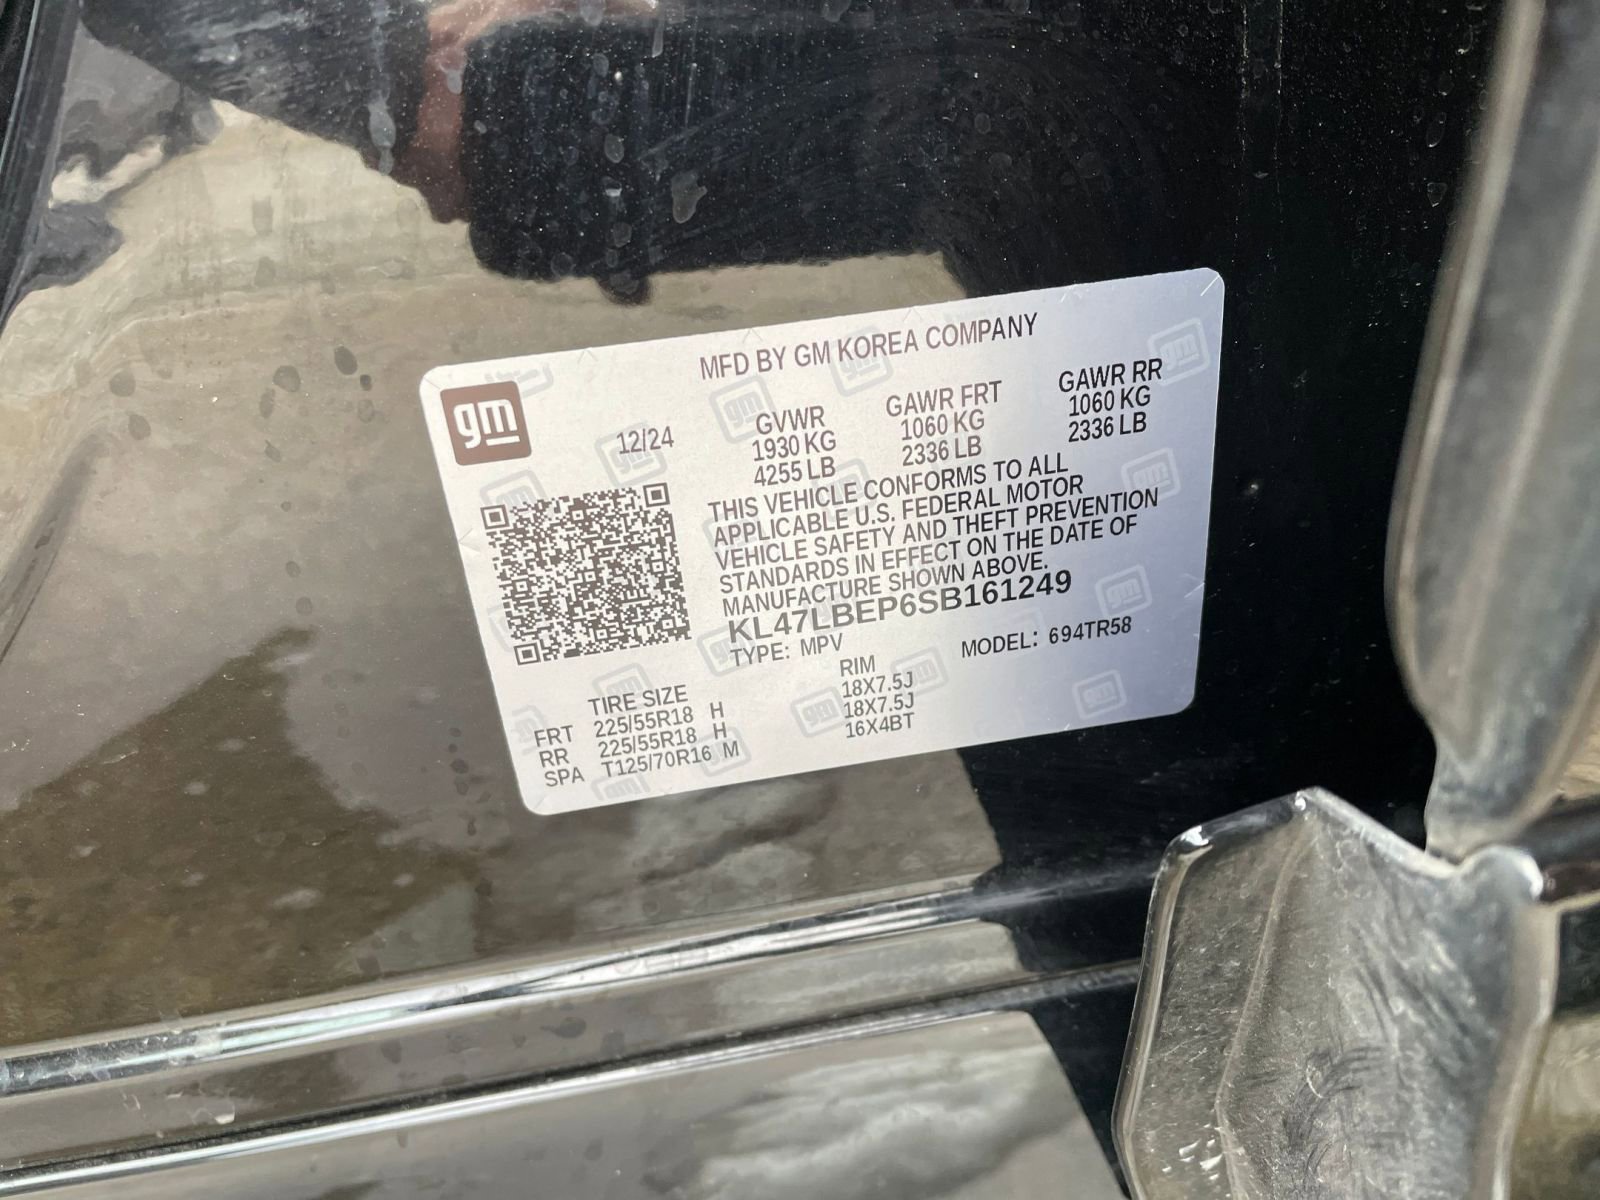 MFD BY GM KOREA COMPANY
gm
12/24
GVWR GAWR FRT GAWR RR
1930 KG 1060 KG 1060 KG
4255 LB 2336 LB 2336 LB
THIS VEHICLE CONFORMS TO ALL
APPLICABLE U.S. FEDERAL MOTOR
VEHICLE SAFETY AND THEFT PREVENTION
STANDARDS IN EFFECT ON THE DATE OF
MANUFACTURE SHOWN ABOVE.
KL47LBEP6SB161249
TYPE: MPV MODEL: 694TR58
TIRE SIZE RIM
FRT 225/55R18 H 18X7.5J
RR 225/55R18 H 18X7.5J
SPA T125/70R16 M 16X4BT